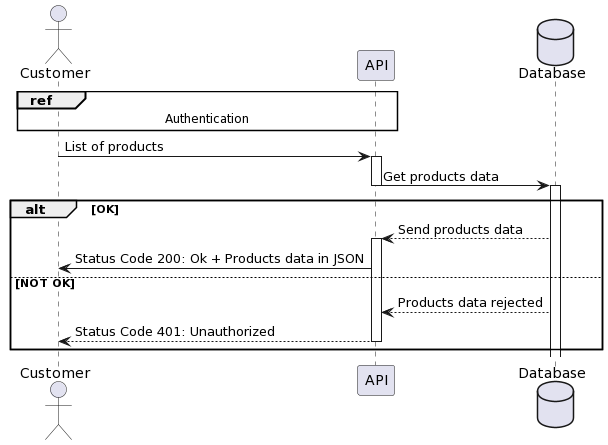 Customer
API
Database
ref
Authentication
List of products
Get products data
alt
[OK]
Send products data
Status Code 200: Ok + Products data in JSON
[NOT OK]
Products data rejected
Status Code 401: Unauthorized
Customer
API
Database